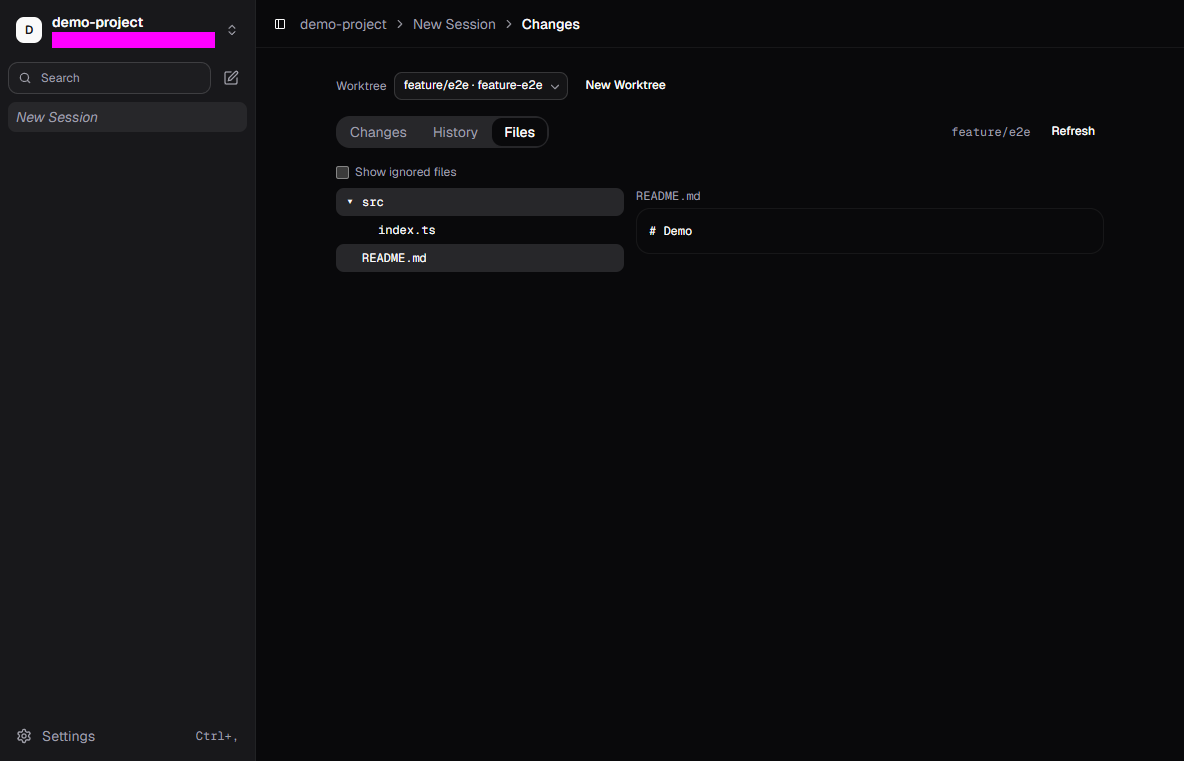 D
demo-project
Search
New Session
Settings
Ctrl+,
demo-project > New Session > Changes
Worktree feature/e2e · feature-e2e New Worktree
Changes History Files
feature/e2e Refresh
Show ignored files
src
index.ts
README.md
README.md
# Demo